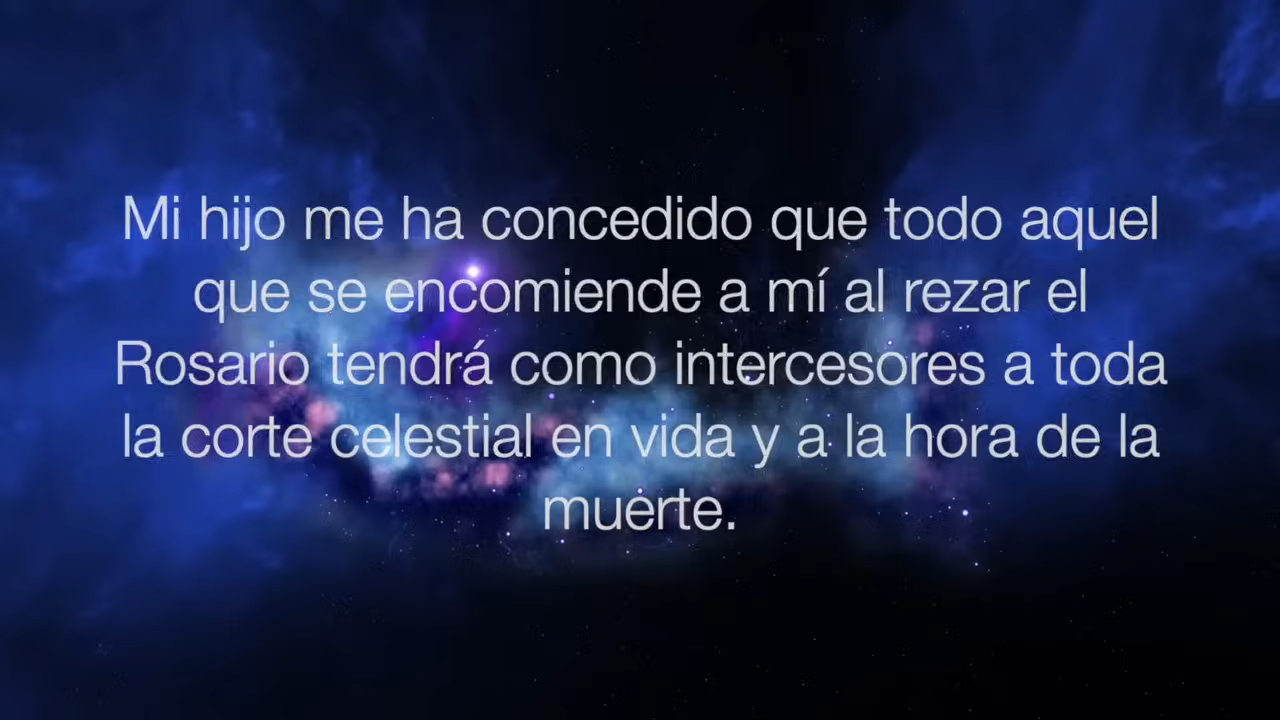 Mi hijo me ha concedido que todo aquel
que se encomiende a mí al rezar el
Rosario tendrá como intercesores a toda
la corte celestial en vida y a la hora de la
muerte.